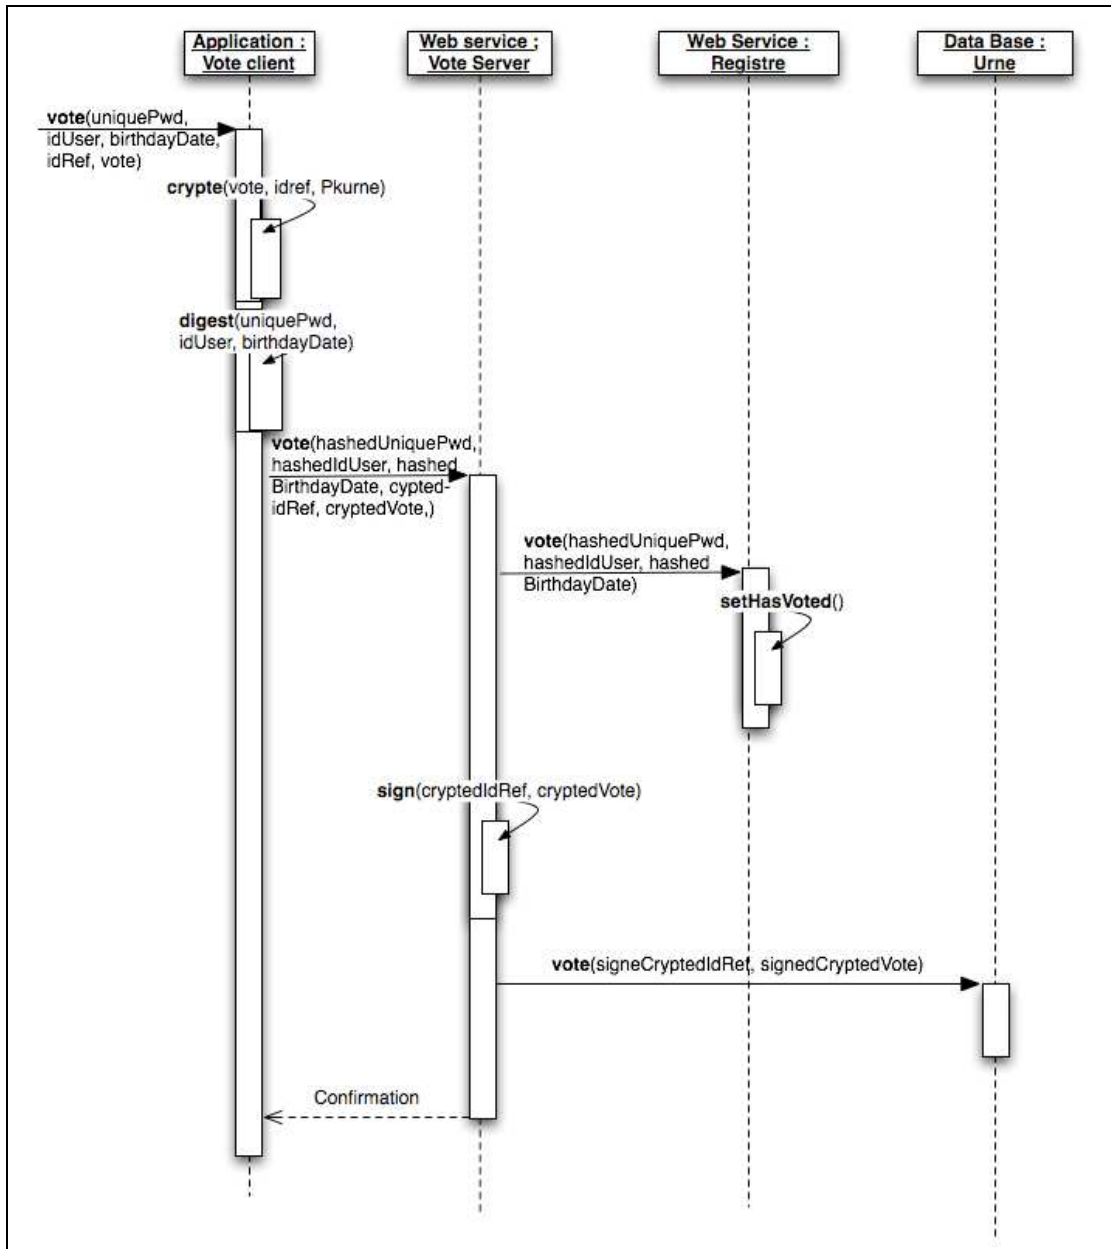 Application :
Vote client
Web service ;
Vote Server
Web Service :
Registre
Data Base :
Urne
vote(uniquePwd,
idUser, birthdayDate,
idRef, vote)
crypte(vote, idref, Pkurne)
digest(uniquePwd,
idUser, birthdayDate)
vote(hashedUniquePwd,
hashedIdUser, hashed
BirthdayDate, cypted-
idRef, cryptedVote,)
vote(hashedUniquePwd,
hashedIdUser, hashed
BirthdayDate)
setHasVoted()
sign(cryptedIdRef, cryptedVote)
vote(signeCryptedIdRef, signedCryptedVote)
Confirmation